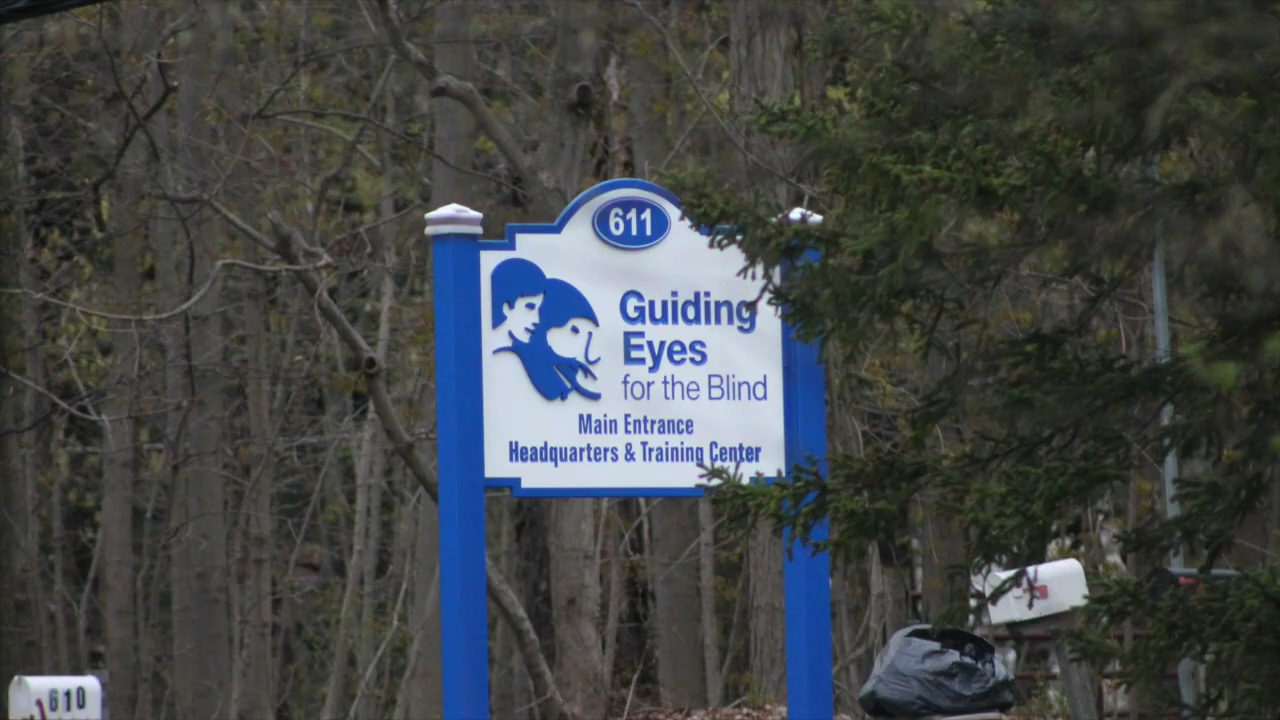 611
Guiding
Eyes
for the Blind
Main Entrance
Headquarters & Training Center
610